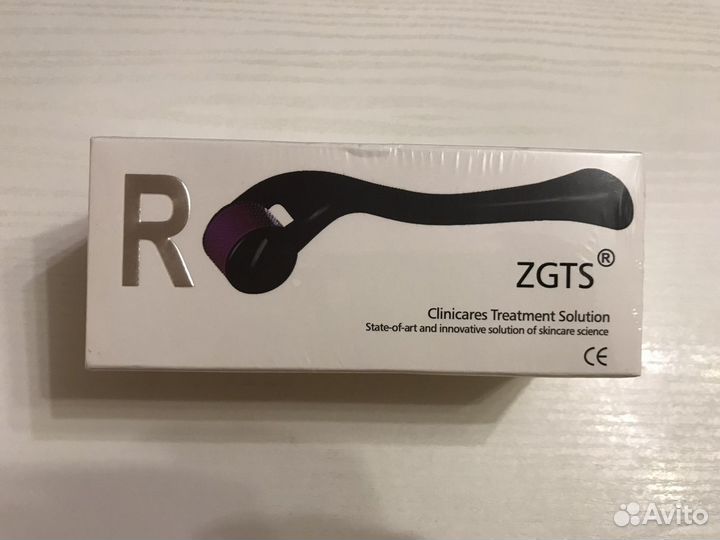 R
ZGTS®
Clinicares Treatment Solution
State-of-art and innovative solution of skincare science
CE
Avito